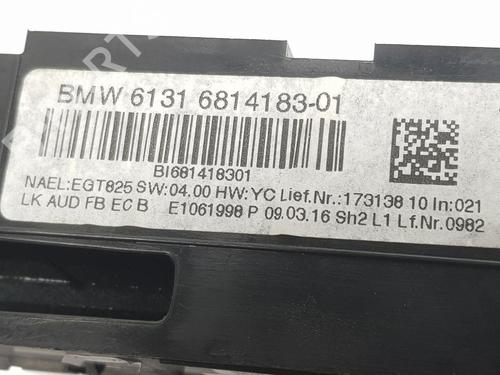 BMW 6131 6814183-01
BI681418301
NAEL:EGT825 SW:04.00 HW:YC Lief.Nr.:173138 10 In:021
LK AUD FB EC B E1061998 P 09.03.16 Sh2 L1 Lf.Nr.0982